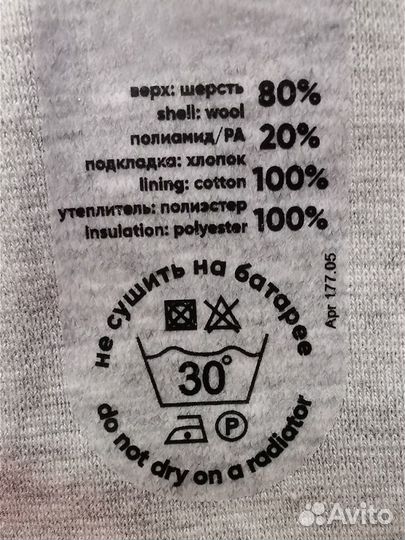 верх: шерсть 80%
shell: wool
полиамид/PA 20%
подкладка: хлопок
lining: cotton 100%
утеплитель: полиэстер
insulation: polyester 100%
не сушить на батарее
30°
P
do not dry on a radiator
Арт 177.05
Avito